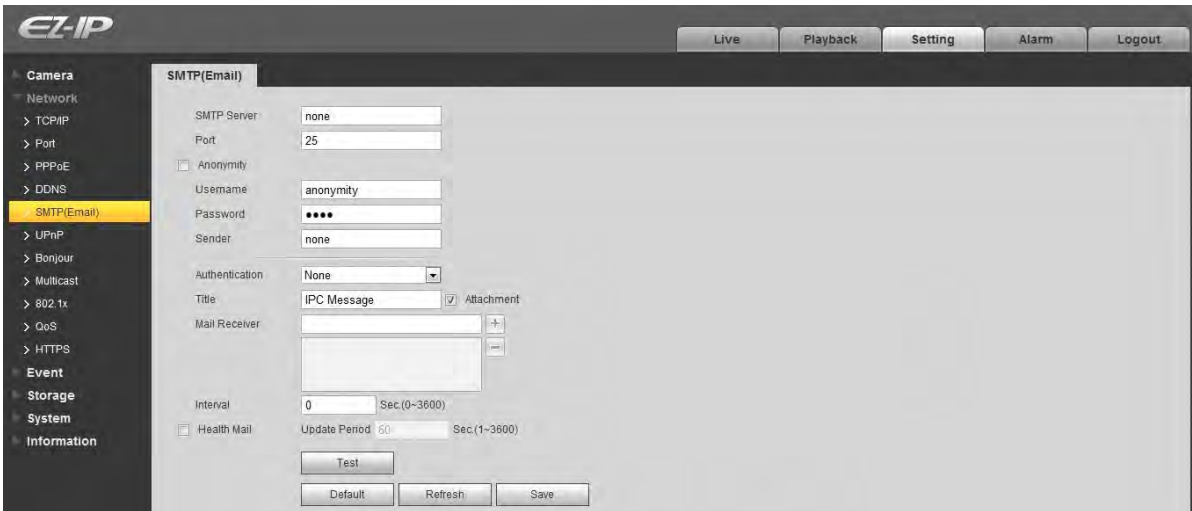 EZ-IP
Live Playback Setting Alarm Logout
Camera
Network
TCP/IP
Port
PPPoE
DDNS
SMTP(Email)
UPnP
Bonjour
Multicast
802.1x
QoS
HTTPS
Event
Storage
System
Information
SMTP(Email)
SMTP Server none
Port 25
Anonymity
Username anonymity
Password ●●●●
Sender none
Authentication None
Title IPC Message Attachment
Mail Receiver +
−
Interval 0 Sec.(0~3600)
Health Mail Update Period 60 Sec.(1~3600)
Test
Default Refresh Save